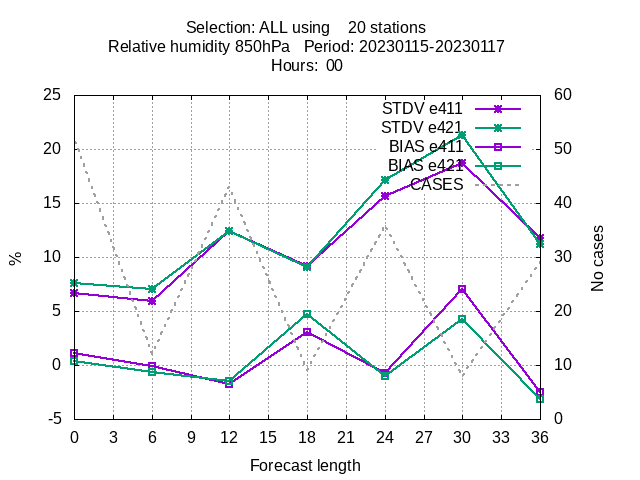 Selection: ALL using    20 stations
Relative humidity 850hPa   Period: 20230115-20230117
Hours:  00
25
20
15
10
5
0
-5
%
STDV e411
STDV e421
BIAS e411
BIAS e421
CASES
60
50
40
30
20
10
0
No cases
0 3 6 9 12 15 18 21 24 27 30 33 36
Forecast length